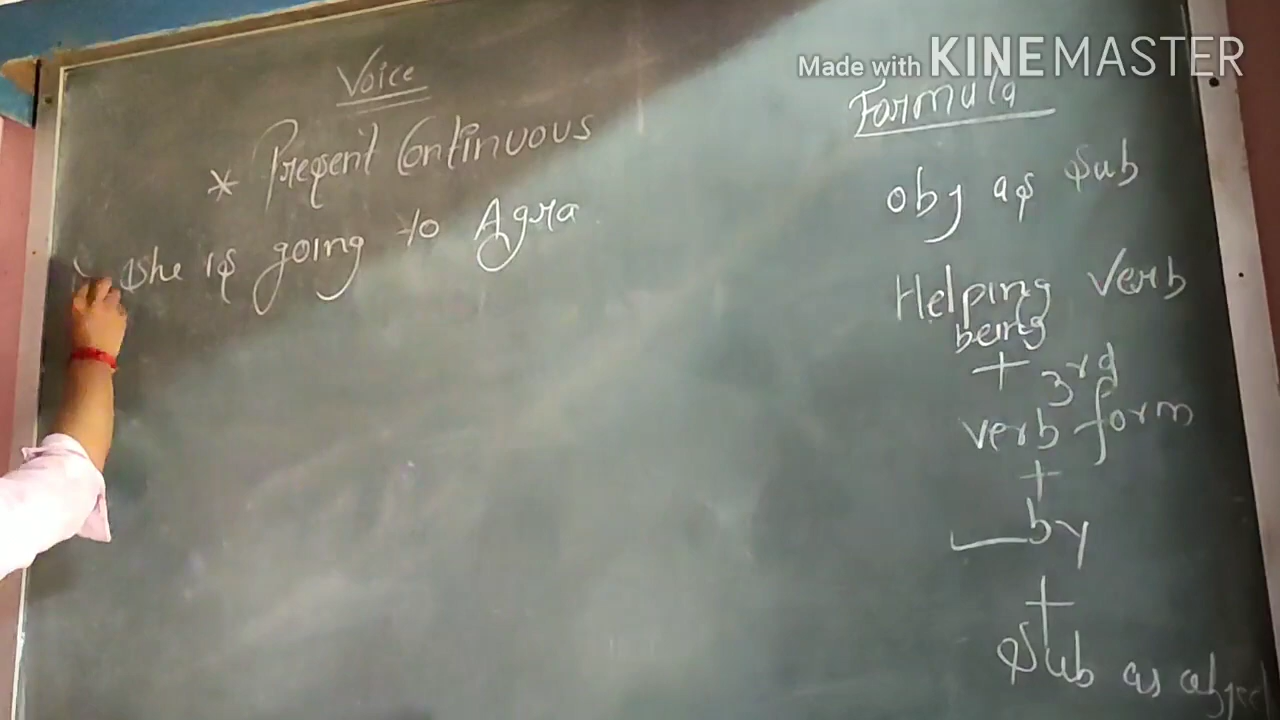 Made with KINEMASTER
Voice
* Present Continuous
She is going to Agra
Formula
obj as sub
Helping Verb
being
+ 3rd
verb form
+
by
+
Sub as object